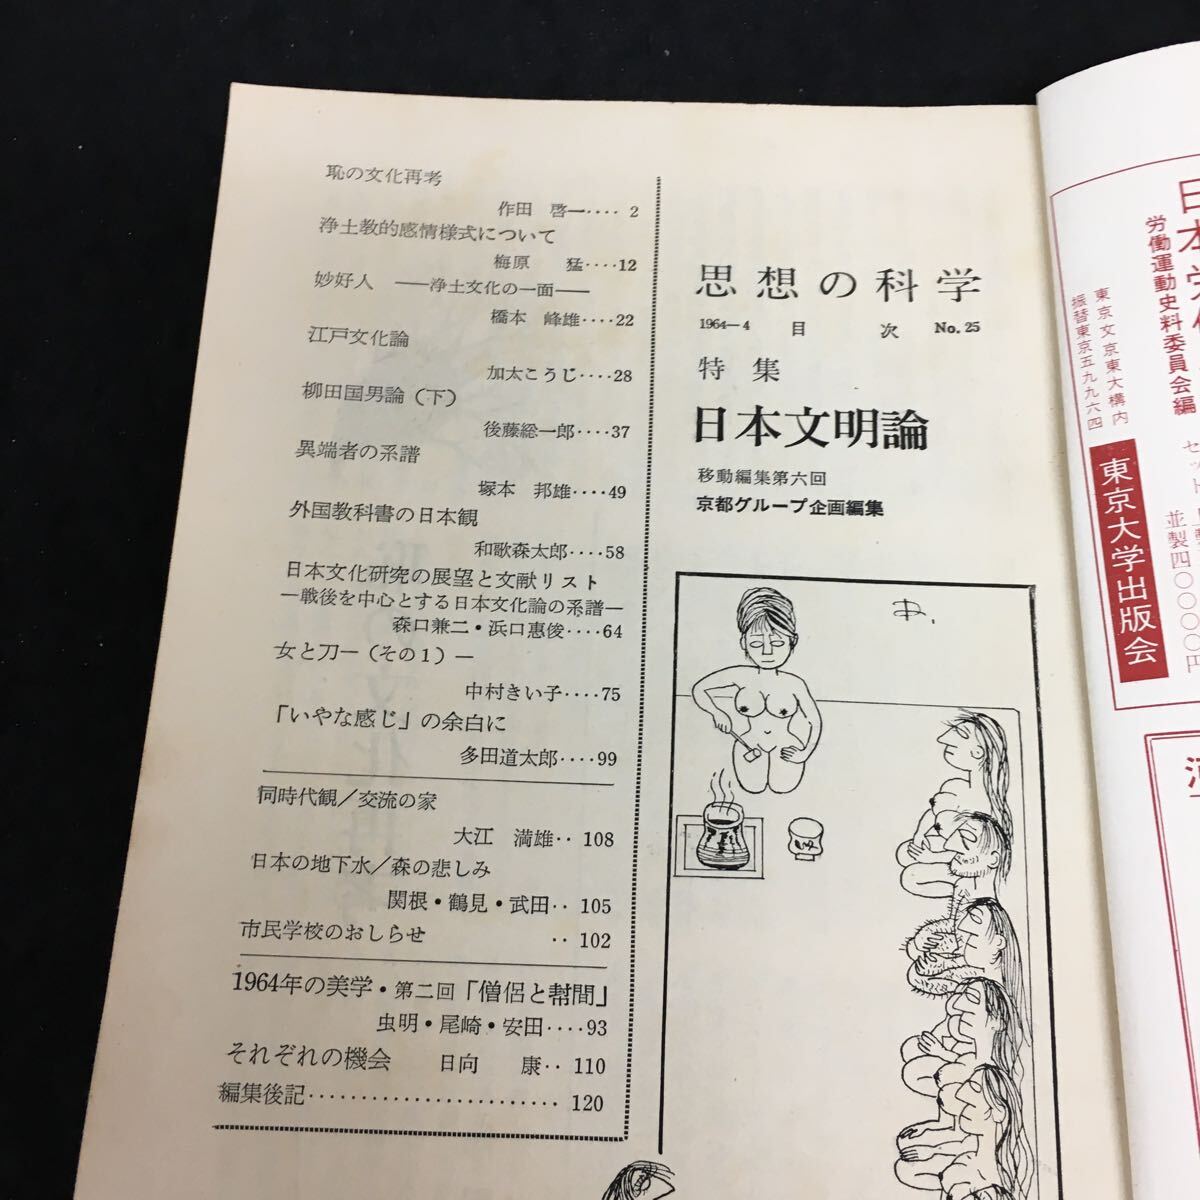 恥の文化再考
作田 啓一‥‥ 2
浄土教的感情様式について
梅原 猛‥‥12
妙好人 ――浄土文化の一面――
橋本 峰雄‥‥22
江戸文化論
加太こうじ‥‥28
柳田国男論(下)
後藤総一郎‥‥37
異端者の系譜
塚本 邦雄‥‥49
外国教科書の日本観
和歌森太郎‥‥58
日本文化研究の展望と文献リスト
―戦後を中心とする日本文化論の系譜―
森口兼二・浜口恵俊‥‥64
女と刀―(その1)―
中村きい子‥‥75
「いやな感じ」の余白に
多田道太郎‥‥99
同時代観/交流の家
大江 満雄‥ 108
日本の地下水/森の悲しみ
関根・鶴見・武田‥ 105
市民学校のおしらせ ‥ 102
1964年の美学・第二回「僧侶と幇間」
虫明・尾崎・安田‥‥93
それぞれの機会 日向 康‥ 110
編集後記‥‥‥‥‥‥‥‥‥‥‥‥ 120
思想の科学
1964―4 目 次 No.25
特集
日本文明論
移動編集第六回
京都グループ企画編集
労働運動史料委員会編
東京文京東大構内
振替東京五九九六四
東京大学出版会
並製四〇〇〇円